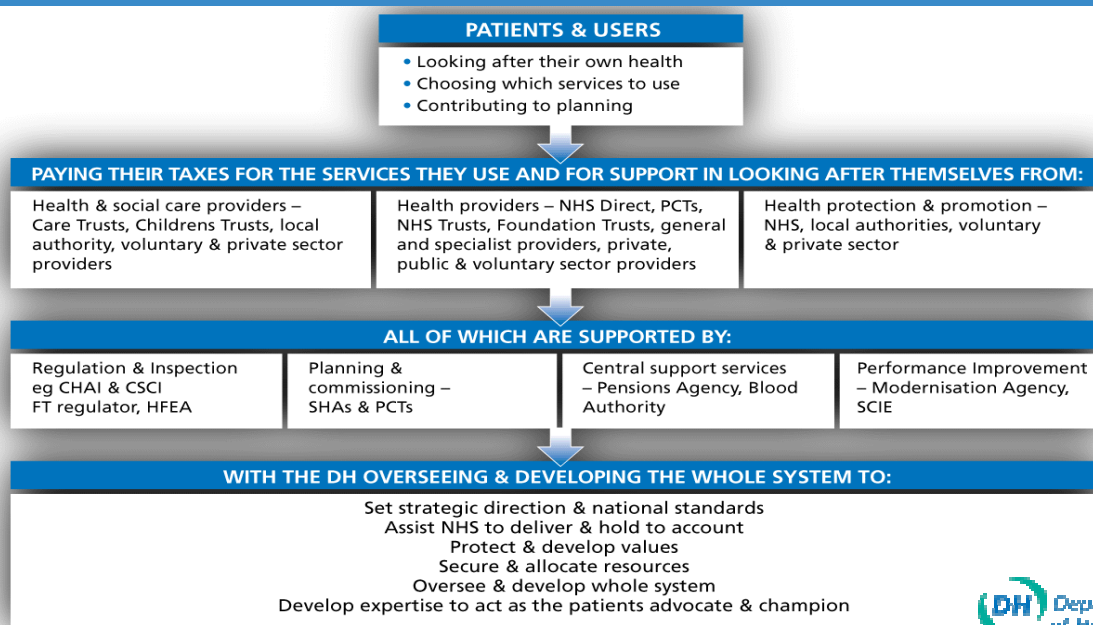 PATIENTS & USERS
• Looking after their own health
• Choosing which services to use
• Contributing to planning
PAYING THEIR TAXES FOR THE SERVICES THEY USE AND FOR SUPPORT IN LOOKING AFTER THEMSELVES FROM:
Health & social care providers –
Care Trusts, Childrens Trusts, local
authority, voluntary & private sector
providers
Health providers – NHS Direct, PCTs,
NHS Trusts, Foundation Trusts, general
and specialist providers, private,
public & voluntary sector providers
Health protection & promotion –
NHS, local authorities, voluntary
& private sector
ALL OF WHICH ARE SUPPORTED BY:
Regulation & Inspection
eg CHAI & CSCI
FT regulator, HFEA
Planning &
commissioning –
SHAs & PCTs
Central support services
– Pensions Agency, Blood
Authority
Performance Improvement
– Modernisation Agency,
SCIE
WITH THE DH OVERSEEING & DEVELOPING THE WHOLE SYSTEM TO:
Set strategic direction & national standards
Assist NHS to deliver & hold to account
Protect & develop values
Secure & allocate resources
Oversee & develop whole system
Develop expertise to act as the patients advocate & champion
DH